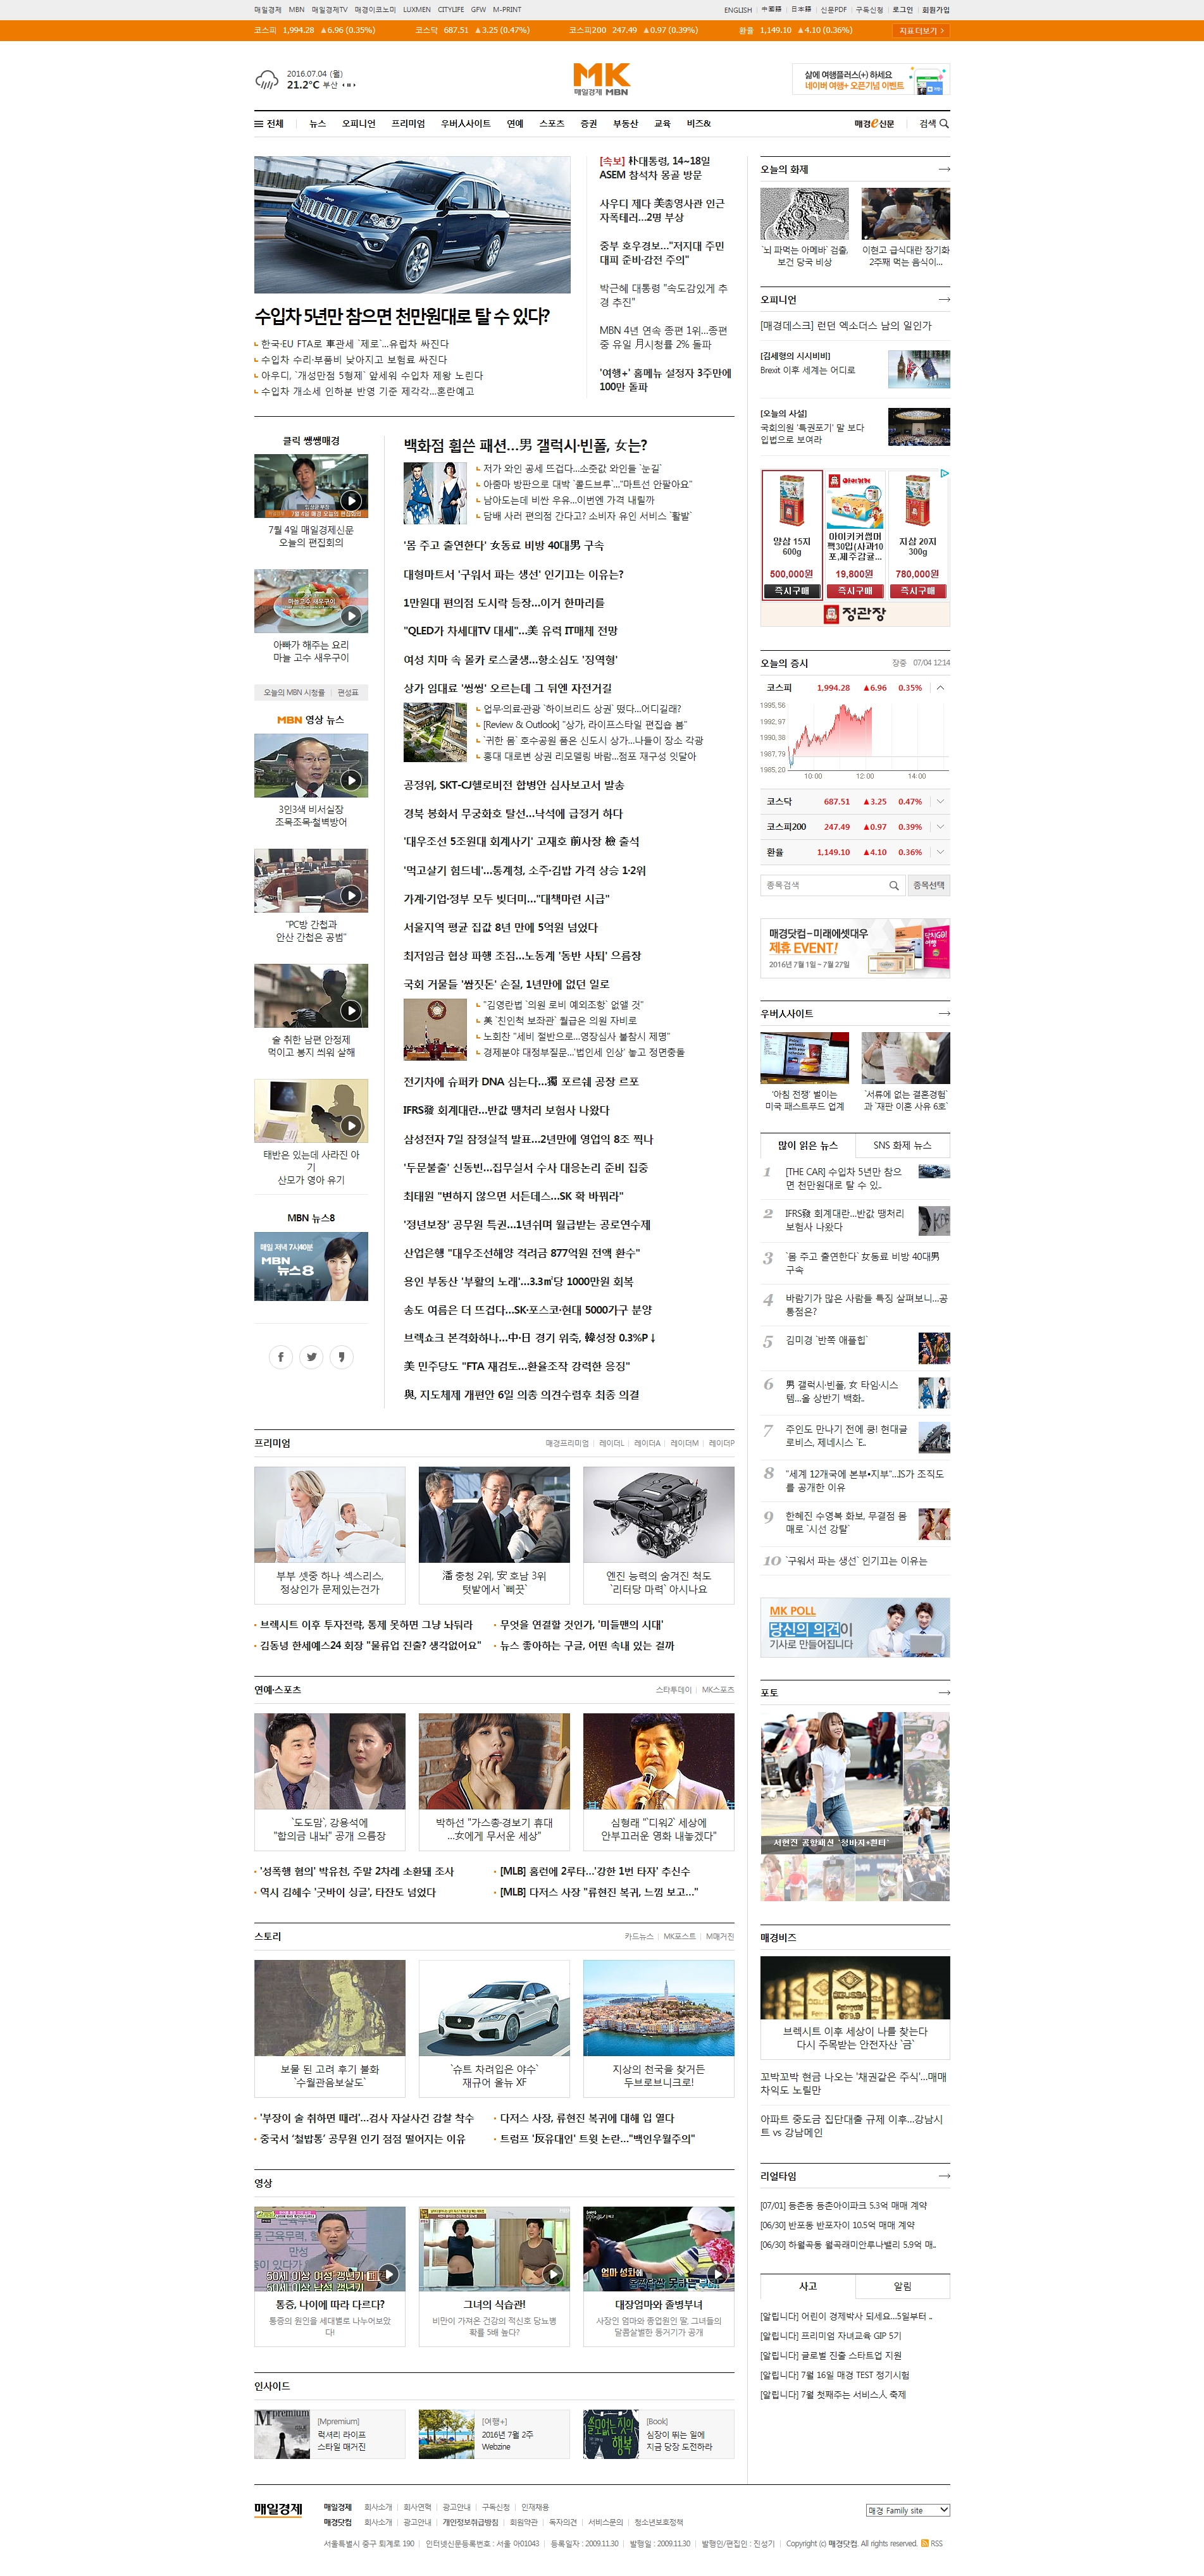 매일경제 MBN 매일경제TV 매경이코노미 LUXMEN CITYLIFE GFW M-PRINT
ENGLISH 中國語 日本語 신문PDF 구독신청 로그인 회원가입
코스피 1,994.28 ▲6.96 (0.35%) 코스닥 687.51 ▲3.25 (0.47%) 코스피200 247.49 ▲0.97 (0.39%) 환율 1,149.10 ▲4.10 (0.36%) 지표 더보기
2016.07.04 (월)
21.2°C 부산
MK
매일경제 MBN
삶에 여행플러스(+) 하세요
네이버 여행+ 오픈기념 이벤트
전체 뉴스 오피니언 프리미엄 우버人사이트 연예 스포츠 증권 부동산 교육 비즈&
매경e신문 검색
수입차 5년만 참으면 천만원대로 탈 수 있다?
한국·EU FTA로 車관세 `제로`...유럽차 싸진다
수입차 수리·부품비 낮아지고 보험료 싸진다
아우디, `개성만점 5형제` 앞세워 수입차 제왕 노린다
수입차 개소세 인하분 반영 기준 제각각...혼란예고
[속보] 朴대통령, 14~18일
ASEM 참석차 몽골 방문
사우디 제다 美총영사관 인근
자폭테러...2명 부상
중부 호우경보..."저지대 주민
대피 준비·감전 주의"
박근혜 대통령 "속도감있게 추
경 추진"
MBN 4년 연속 종편 1위...종편
중 유일 月시청률 2% 돌파
'여행+' 홈메뉴 설정자 3주만에
100만 돌파
클릭 쌩쌩매경
7월 4일 매일경제신문
오늘의 편집회의
아빠가 해주는 요리
마늘 고수 새우구이
오늘의 MBN 시청률 편성표
MBN 영상 뉴스
3인3색 비서실장
조목조목·철벽방어
"PC방 간첩과
안산 간첩은 공범"
술 취한 남편 안정제
먹이고 봉지 씌워 살해
태반은 있는데 사라진 아
기
산모가 영아 유기
MBN 뉴스8
매일 저녁 7시40분
MBN
뉴스8
백화점 휩쓴 패션...男 갤럭시·빈폴, 女는?
저가 와인 공세 뜨겁다...소줏값 와인들 `눈길`
아줌마 방판으로 대박 `콜드브루`..."마트선 안팔아요"
남아도는데 비싼 우유...이번엔 가격 내릴까
담배 사러 편의점 간다고? 소비자 유인 서비스 `활발`
'몸 주고 출연한다' 女동료 비방 40대男 구속
대형마트서 '구워서 파는 생선' 인기끄는 이유는?
1만원대 편의점 도시락 등장...이거 한마리를
"QLED가 차세대TV 대세"...美 유력 IT매체 전망
여성 치마 속 몰카 로스쿨생...항소심도 '징역형'
상가 임대료 '씽씽' 오르는데 그 뒤엔 자전거길
업무·의료·관광 `하이브리드 상권` 떴다...어디길래?
[Review & Outlook] "상가, 라이프스타일 편집숍 붐"
`귀한 몸` 호수공원 품은 신도시 상가...나들이 장소 각광
홍대 대로변 상권 리모델링 바람...점포 재구성 잇달아
공정위, SKT-CJ헬로비전 합병안 심사보고서 발송
경북 봉화서 무궁화호 탈선...낙석에 급정거 하다
'대우조선 5조원대 회계사기' 고재호 前사장 檢 출석
'먹고살기 힘드네'...통계청, 소주·김밥 가격 상승 1·2위
가계·기업·정부 모두 빚더미..."대책마련 시급"
서울지역 평균 집값 8년 만에 5억원 넘었다
최저임금 협상 파행 조짐...노동계 '동반 사퇴' 으름장
국회 거물들 '쌈짓돈' 손질, 1년만에 없던 일로
"김영란법 `의원 로비 예외조항` 없앨 것"
美 `친인척 보좌관` 월급은 의원 자비로
노회찬 "세비 절반으로...영장심사 불참시 제명"
경제분야 대정부질문...'법인세 인상' 놓고 정면충돌
전기차에 슈퍼카 DNA 심는다...獨 포르쉐 공장 르포
IFRS發 회계대란...반값 땡처리 보험사 나왔다
삼성전자 7일 잠정실적 발표...2년만에 영업익 8조 찍나
'두문불출' 신동빈...집무실서 수사 대응논리 준비 집중
최태원 "변하지 않으면 서든데스...SK 확 바꿔라"
'정년보장' 공무원 특권...1년쉬며 월급받는 공로연수제
산업은행 "대우조선해양 격려금 877억원 전액 환수"
용인 부동산 '부활의 노래'...3.3㎡당 1000만원 회복
송도 여름은 더 뜨겁다...SK·포스코·현대 5000가구 분양
브렉쇼크 본격화하나...中·日 경기 위축, 韓성장 0.3%P↓
美 민주당도 "FTA 재검토...환율조작 강력한 응징"
與, 지도체제 개편안 6일 의총 의견수렴후 최종 의결
프리미엄 매경프리미엄 레이더L 레이더A 레이더M 레이더P
부부 셋중 하나 섹스리스,
정상인가 문제있는건가
潘 충청 2위, 安 호남 3위
텃밭에서 `삐끗`
엔진 능력의 숨겨진 척도
`리터당 마력` 아시나요
브렉시트 이후 투자전략, 통제 못하면 그냥 놔둬라
무엇을 연결할 것인가, '미들맨의 시대'
김동녕 한세예스24 회장 "물류업 진출? 생각없어요"
뉴스 좋아하는 구글, 어떤 속내 있는 걸까
연예·스포츠 스타투데이 MK스포츠
`도도맘`, 강용석에
"합의금 내놔" 공개 으름장
박하선 "가스총·경보기 휴대
...女에게 무서운 세상"
심형래 "`디워2` 세상에
안부끄러운 영화 내놓겠다"
'성폭행 혐의' 박유천, 주말 2차례 소환돼 조사
[MLB] 홈런에 2루타...'강한 1번 타자' 추신수
역시 김혜수 '굿바이 싱글', 타잔도 넘었다
[MLB] 다저스 사장 "류현진 복귀, 느낌 보고..."
스토리 카드뉴스 MK포스트 M매거진
보물 된 고려 후기 불화
`수월관음보살도`
`슈트 차려입은 야수`
재규어 올뉴 XF
지상의 천국을 찾거든
두브로브니크로!
'부장이 술 취하면 때려'...검사 자살사건 감찰 착수
다저스 사장, 류현진 복귀에 대해 입 열다
중국서 '철밥통' 공무원 인기 점점 떨어지는 이유
트럼프 '反유대인' 트윗 논란..."백인우월주의"
영상
50세 이상 여성 갱년기
50세 이상 남성 갱년기
통증, 나이에 따라 다르다?
통증의 원인을 세대별로 나누어보았
다!
그녀의 식습관!
비만이 가져온 건강의 적신호 당뇨병
확률 5배 높다?
대장엄마와 졸병부녀
사장인 엄마와 종업원인 딸, 그녀들의
달콤살벌한 동거기가 공개
인사이드
Mpremium
[Mpremium]
럭셔리 라이프
스타일 매거진
[여행+]
2016년 7월 2주
Webzine
[Book]
심장이 뛰는 일에
지금 당장 도전하라
오늘의 화제
`뇌 파먹는 아메바` 검출,
보건 당국 비상
이현고 급식대란 장기화
2주째 먹는 음식이...
오피니언
[매경데스크] 런던 엑소더스 남의 일인가
[김세형의 시시비비]
Brexit 이후 세계는 어디로
[오늘의 사설]
국회의원 '특권포기' 말 보다
입법으로 보여라
양삼 15지
600g
500,000원
즉시구매
아이키커썸머
팩30입(사과10
포,제주감귤...
19,800원
즉시구매
지삼 20지
300g
780,000원
즉시구매
정관장
오늘의 증시 장중 07/04 12:14
코스피 1,994.28 ▲6.96 0.35%
1995,56
1992,97
1990,38
1987,79
1985,20
10:00 12:00 14:00
코스닥 687.51 ▲3.25 0.47%
코스피200 247.49 ▲0.97 0.39%
환율 1,149.10 ▲4.10 0.36%
종목검색 종목선택
매경닷컴-미래에셋대우
제휴 EVENT!
2016년 7월 1일 ~ 7월 27일
우버人사이트
'아침 전쟁' 벌이는
미국 패스트푸드 업계
`서류에 없는 결혼경험`
과 `재판 이혼 사유 6호`
많이 읽은 뉴스 SNS 화제 뉴스
1 [THE CAR] 수입차 5년만 참으
면 천만원대로 탈 수 있..
2 IFRS發 회계대란...반값 땡처리
보험사 나왔다
3 `몸 주고 출연한다` 女동료 비방 40대男
구속
4 바람기가 많은 사람들 특징 살펴보니...공
통점은?
5 김미경 `반쪽 애플힙`
6 男 갤럭시·빈폴, 女 타임·시스
템...올 상반기 백화..
7 주인도 만나기 전에 쿵! 현대글
로비스, 제네시스 `E..
8 "세계 12개국에 본부•지부"...IS가 조직도
를 공개한 이유
9 한혜진 수영복 화보, 무결점 몸
매로 `시선 강탈`
10 `구워서 파는 생선` 인기끄는 이유는
MK POLL
당신의 의견이
기사로 만들어집니다
포토
서현진 공항패션 '청바지+흰티'
매경비즈
브렉시트 이후 세상이 나를 찾는다
다시 주목받는 안전자산 `금`
꼬박꼬박 현금 나오는 '채권같은 주식'...매매
차익도 노릴만
아파트 중도금 집단대출 규제 이후...강남시
트 vs 강남메인
리얼타임
[07/01] 등촌동 등촌아이파크 5.3억 매매 계약
[06/30] 반포동 반포자이 10.5억 매매 계약
[06/30] 하월곡동 월곡래미안루나밸리 5.9억 매..
사고 알림
[알립니다] 어린이 경제박사 되세요...5일부터 ..
[알립니다] 프리미엄 자녀교육 GIP 5기
[알립니다] 글로벌 진출 스타트업 지원
[알립니다] 7월 16일 매경 TEST 정기시험
[알립니다] 7월 첫째주는 서비스人 축제
매일경제
매일경제 회사소개 회사연혁 광고안내 구독신청 인재채용
매경닷컴 회사소개 광고안내 개인정보취급방침 회원약관 독자의견 서비스문의 청소년보호정책
매경 Family site
서울특별시 중구 퇴계로 190 인터넷신문등록번호 : 서울 아01043 등록일자 : 2009.11.30 발행일 : 2009.11.30 발행인/편집인 : 진성기 Copyright (c) 매경닷컴. All rights reserved. RSS